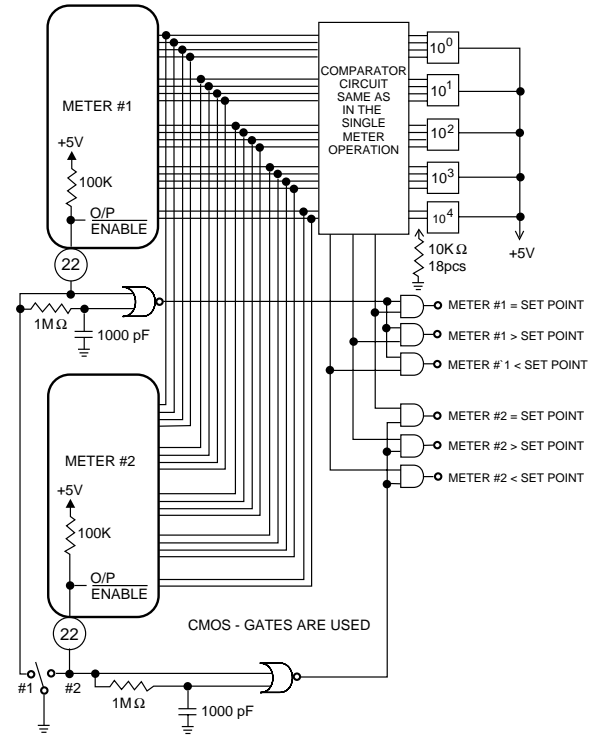 METER #1
+5V
100K
O/P
ENABLE
22
1MΩ
1000 pF
COMPARATOR
CIRCUIT
SAME AS
IN THE
SINGLE
METER
OPERATION
10⁰
10¹
10²
10³
10⁴
10KΩ
18pcs
+5V
METER #1 = SET POINT
METER #1 > SET POINT
METER #`1 < SET POINT
METER #2 = SET POINT
METER #2 > SET POINT
METER #2 < SET POINT
METER #2
+5V
100K
O/P
ENABLE
22
CMOS - GATES ARE USED
#1
#2
1MΩ
1000 pF